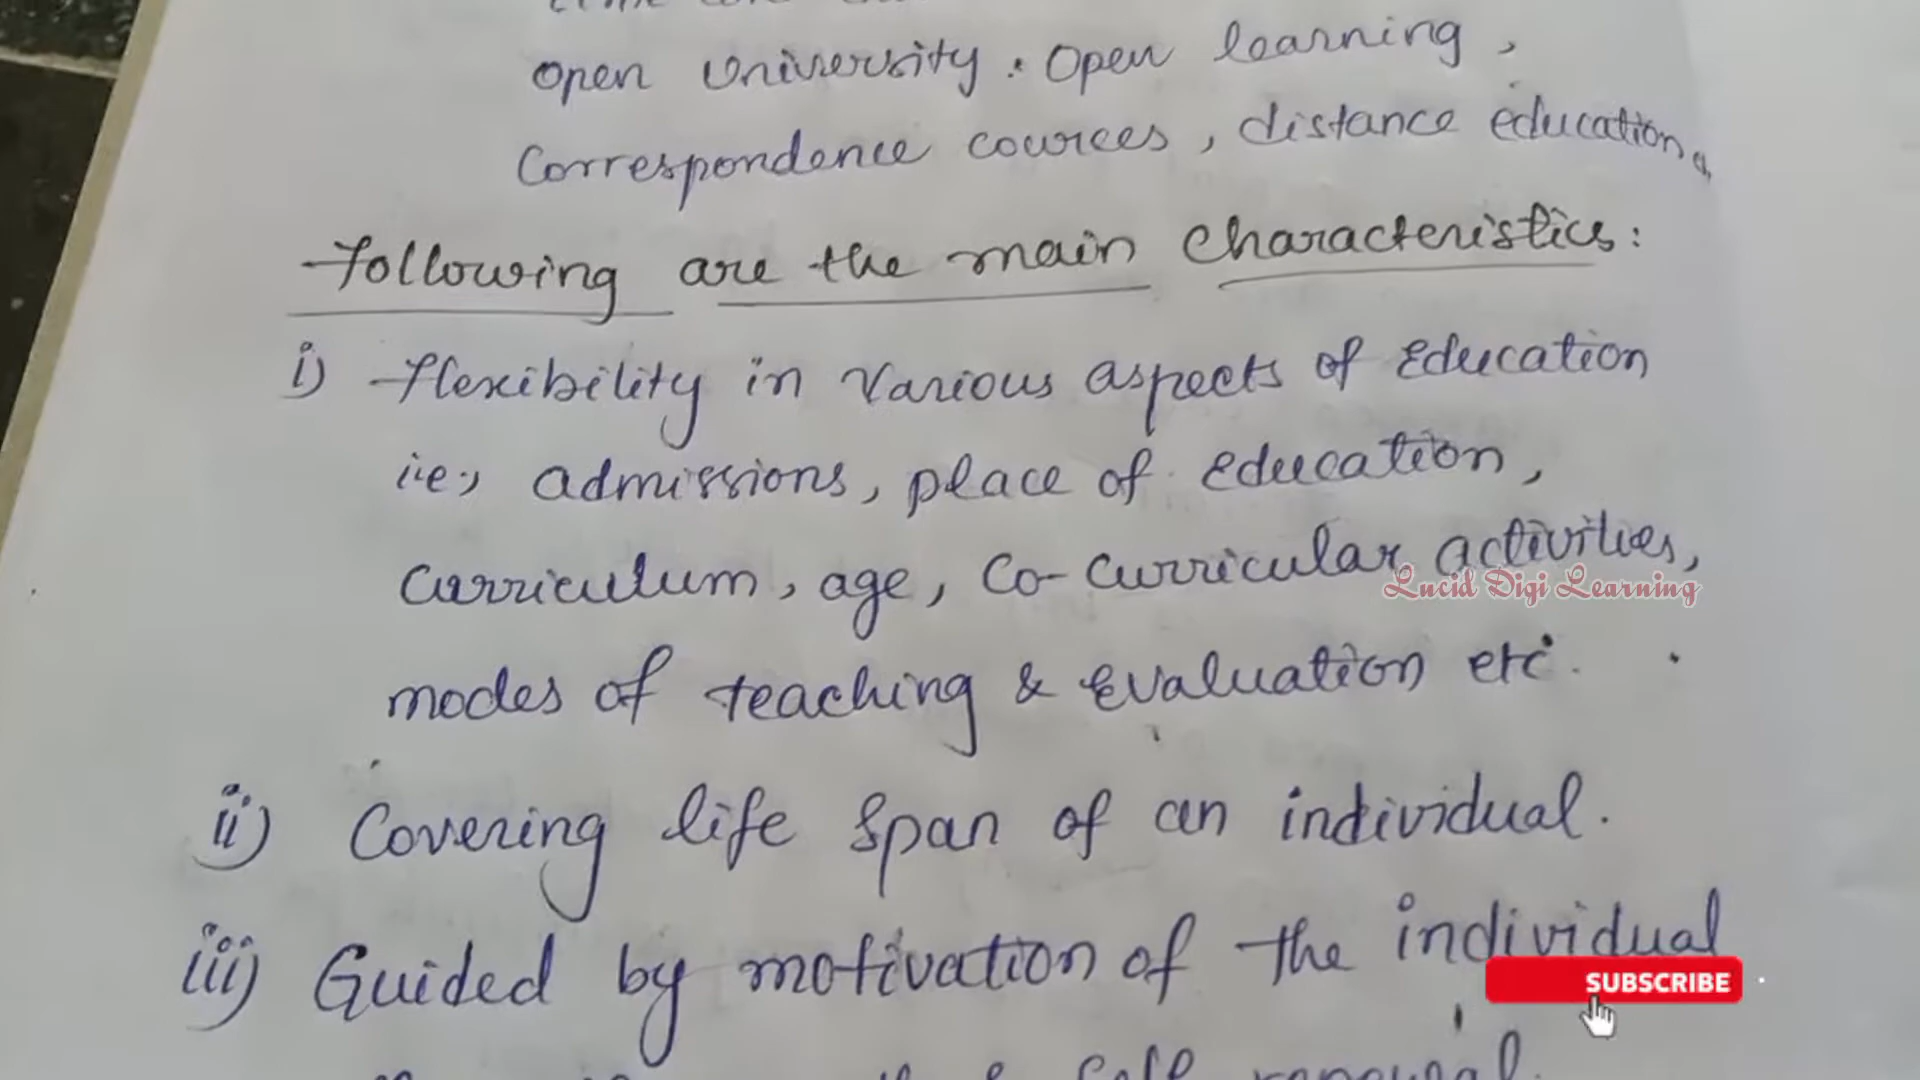 open University. Open learning,
Correspondence cources, distance education,
Following are the main characteristics:
i) Flexibility in various aspects of Education
i.e., admissions, place of education,
curriculum, age, Co-curricular activities,
Lucid Digi Learning
modes of teaching & Evaluation etc.
ii) Covering life span of an individual.
iii) Guided by motivation of the individual
SUBSCRIBE